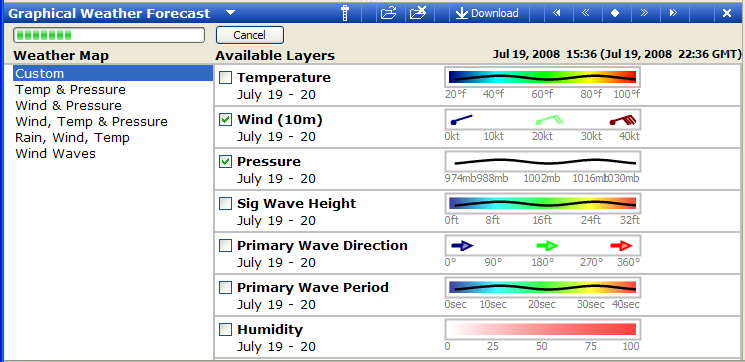 Graphical Weather Forecast
Download
Cancel
Weather Map
Available Layers
Jul 19, 2008 15:36 (Jul 19, 2008 22:36 GMT)
Custom
Temp & Pressure
Wind & Pressure
Wind, Temp & Pressure
Rain, Wind, Temp
Wind Waves
Temperature
July 19 - 20
20°f 40°f 60°f 80°f 100°f
Wind (10m)
July 19 - 20
0kt 10kt 20kt 30kt 40kt
Pressure
July 19 - 20
974mb 988mb 1002mb 1016mb 1030mb
Sig Wave Height
July 19 - 20
0ft 8ft 16ft 24ft 32ft
Primary Wave Direction
July 19 - 20
0° 90° 180° 270° 360°
Primary Wave Period
July 19 - 20
0sec 10sec 20sec 30sec 40sec
Humidity
July 19 - 20
0 25 50 75 100